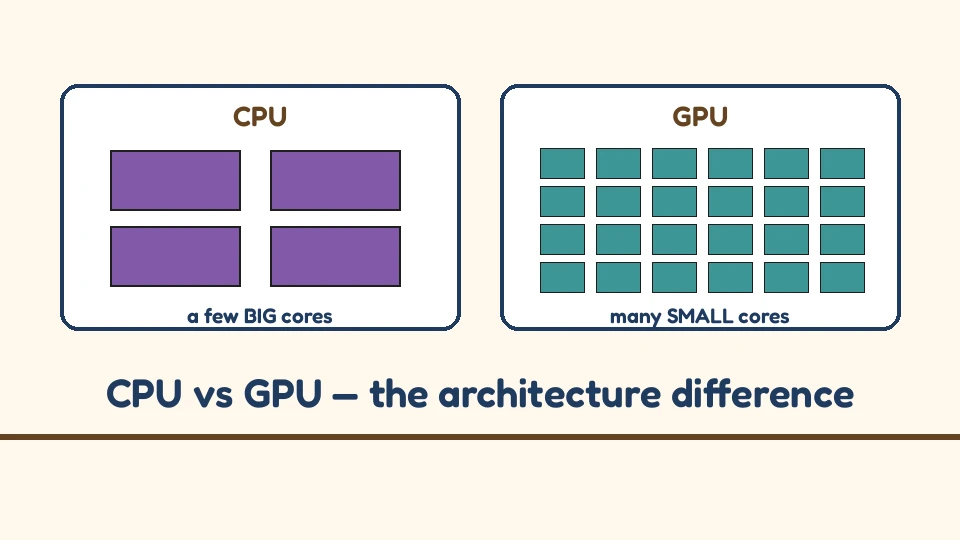 CPU
a few BIG cores
GPU
many SMALL cores
CPU vs GPU — the architecture difference